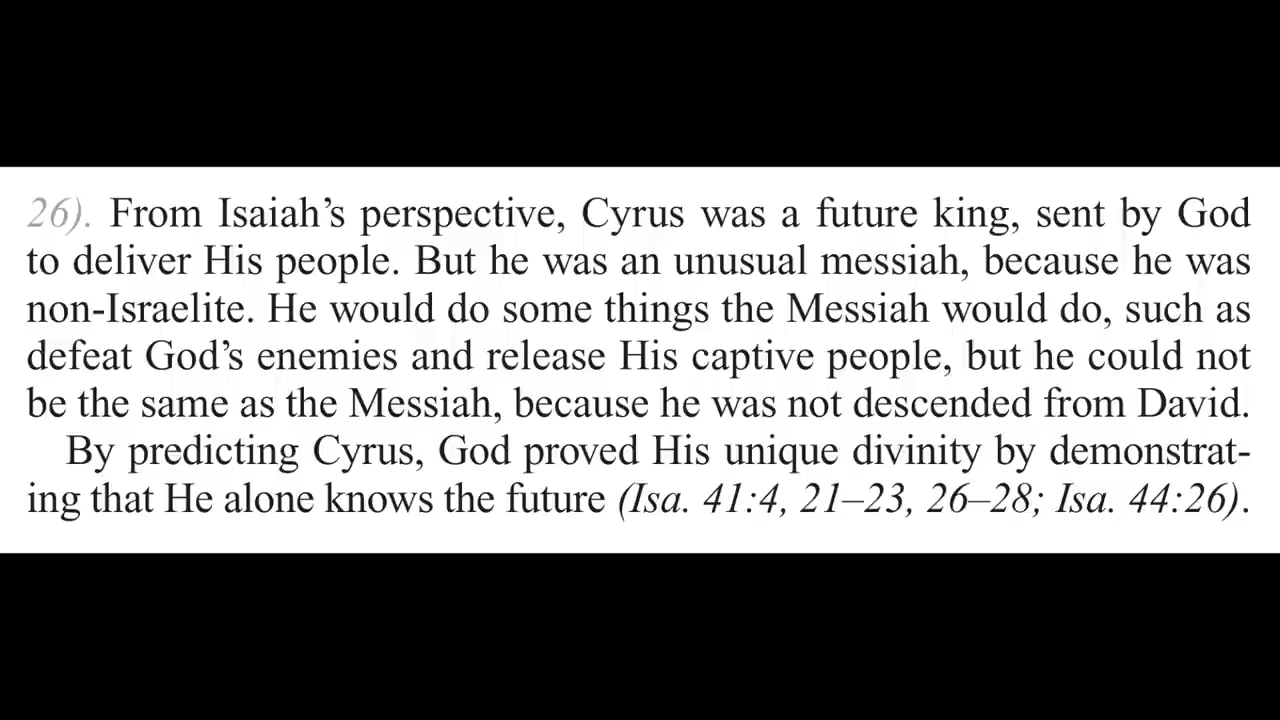 26). From Isaiah’s perspective, Cyrus was a future king, sent by God
to deliver His people. But he was an unusual messiah, because he was
non-Israelite. He would do some things the Messiah would do, such as
defeat God’s enemies and release His captive people, but he could not
be the same as the Messiah, because he was not descended from David.
By predicting Cyrus, God proved His unique divinity by demonstrat-
ing that He alone knows the future (Isa. 41:4, 21–23, 26–28; Isa. 44:26).